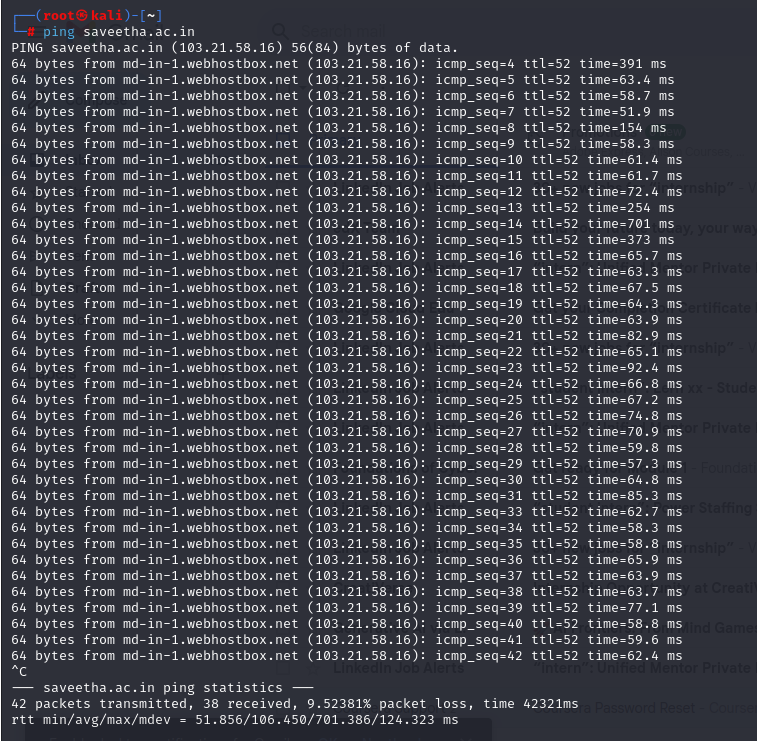 ┌──(root㉿kali)-[~]
└─# ping saveetha.ac.in
PING saveetha.ac.in (103.21.58.16) 56(84) bytes of data.
64 bytes from md-in-1.webhostbox.net (103.21.58.16): icmp_seq=4 ttl=52 time=391 ms
64 bytes from md-in-1.webhostbox.net (103.21.58.16): icmp_seq=5 ttl=52 time=63.4 ms
64 bytes from md-in-1.webhostbox.net (103.21.58.16): icmp_seq=6 ttl=52 time=58.7 ms
64 bytes from md-in-1.webhostbox.net (103.21.58.16): icmp_seq=7 ttl=52 time=51.9 ms
64 bytes from md-in-1.webhostbox.net (103.21.58.16): icmp_seq=8 ttl=52 time=154 ms
64 bytes from md-in-1.webhostbox.net (103.21.58.16): icmp_seq=9 ttl=52 time=58.3 ms
64 bytes from md-in-1.webhostbox.net (103.21.58.16): icmp_seq=10 ttl=52 time=61.4 ms
64 bytes from md-in-1.webhostbox.net (103.21.58.16): icmp_seq=11 ttl=52 time=61.7 ms
64 bytes from md-in-1.webhostbox.net (103.21.58.16): icmp_seq=12 ttl=52 time=72.4 ms
64 bytes from md-in-1.webhostbox.net (103.21.58.16): icmp_seq=13 ttl=52 time=254 ms
64 bytes from md-in-1.webhostbox.net (103.21.58.16): icmp_seq=14 ttl=52 time=701 ms
64 bytes from md-in-1.webhostbox.net (103.21.58.16): icmp_seq=15 ttl=52 time=373 ms
64 bytes from md-in-1.webhostbox.net (103.21.58.16): icmp_seq=16 ttl=52 time=65.7 ms
64 bytes from md-in-1.webhostbox.net (103.21.58.16): icmp_seq=17 ttl=52 time=63.3 ms
64 bytes from md-in-1.webhostbox.net (103.21.58.16): icmp_seq=18 ttl=52 time=67.5 ms
64 bytes from md-in-1.webhostbox.net (103.21.58.16): icmp_seq=19 ttl=52 time=64.3 ms
64 bytes from md-in-1.webhostbox.net (103.21.58.16): icmp_seq=20 ttl=52 time=63.9 ms
64 bytes from md-in-1.webhostbox.net (103.21.58.16): icmp_seq=21 ttl=52 time=82.9 ms
64 bytes from md-in-1.webhostbox.net (103.21.58.16): icmp_seq=22 ttl=52 time=65.1 ms
64 bytes from md-in-1.webhostbox.net (103.21.58.16): icmp_seq=23 ttl=52 time=92.4 ms
64 bytes from md-in-1.webhostbox.net (103.21.58.16): icmp_seq=24 ttl=52 time=66.8 ms
64 bytes from md-in-1.webhostbox.net (103.21.58.16): icmp_seq=25 ttl=52 time=67.2 ms
64 bytes from md-in-1.webhostbox.net (103.21.58.16): icmp_seq=26 ttl=52 time=74.8 ms
64 bytes from md-in-1.webhostbox.net (103.21.58.16): icmp_seq=27 ttl=52 time=70.9 ms
64 bytes from md-in-1.webhostbox.net (103.21.58.16): icmp_seq=28 ttl=52 time=59.8 ms
64 bytes from md-in-1.webhostbox.net (103.21.58.16): icmp_seq=29 ttl=52 ms
64 bytes from md-in-1.webhostbox.net (103.21.58.16): icmp_seq=30 ttl=52 time=64.8 ms
64 bytes from md-in-1.webhostbox.net (103.21.58.16): icmp_seq=31 ttl=52 time=85.3 ms
64 bytes from md-in-1.webhostbox.net (103.21.58.16): icmp_seq=33 ttl=52 time=62.7 ms
64 bytes from md-in-1.webhostbox.net (103.21.58.16): icmp_seq=34 ttl=52 time=58.3 ms
64 bytes from md-in-1.webhostbox.net (103.21.58.16): icmp_seq=35 ttl=52 time=58.8 ms
64 bytes from md-in-1.webhostbox.net (103.21.58.16): icmp_seq=36 ttl=52 time=65.9 ms
64 bytes from md-in-1.webhostbox.net (103.21.58.16): icmp_seq=37 ttl=52 time=63.9 ms
64 bytes from md-in-1.webhostbox.net (103.21.58.16): icmp_seq=38 ttl=52 time=63.7 ms
64 bytes from md-in-1.webhostbox.net (103.21.58.16): icmp_seq=39 ttl=52 time=77.1 ms
64 bytes from md-in-1.webhostbox.net (103.21.58.16): icmp_seq=40 ttl=52 time=58.8 ms
64 bytes from md-in-1.webhostbox.net (103.21.58.16): icmp_seq=41 ttl=52 time=59.6 ms
64 bytes from md-in-1.webhostbox.net (103.21.58.16): icmp_seq=42 ttl=52 time=62.4 ms
^C
--- saveetha.ac.in ping statistics ---
42 packets transmitted, 38 received, 9.52381% packet loss, time 42321ms
rtt min/avg/max/mdev = 51.856/106.450/701.386/124.323 ms